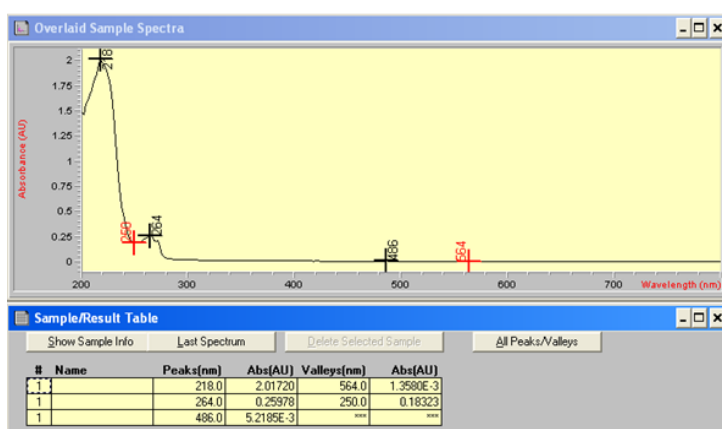 Overlaid Sample Spectra
Absorbance (AU)
2
1.75
1.5
1.25
1
0.75
0.5
0.25
0
218
250
264
486
564
200 300 400 500 600 700 Wavelength (nm)
Sample/Result Table
Show Sample Info Last Spectrum Delete Selected Sample All Peaks/Valleys
# Name Peaks(nm) Abs(AU) Valleys(nm) Abs(AU)
1 218.0 2.01720 564.0 1.3580E-3
1 264.0 0.25978 250.0 0.18323
1 486.0 5.2185E-3 *** ***